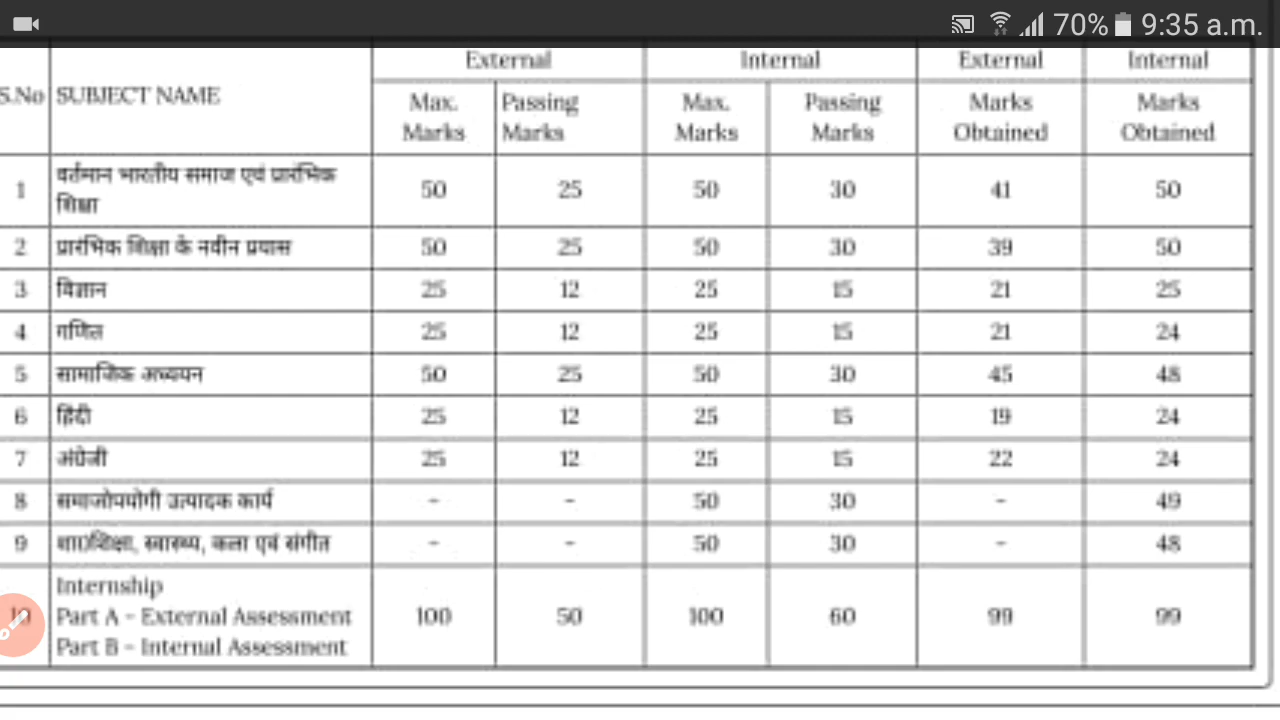 70% 9:35 a.m.
External Internal External Internal
S.No SUBJECT NAME Max. Marks Passing Marks Max. Marks Passing Marks Marks Obtained Marks Obtained
1 वर्तमान भारतीय समाज एवं प्रारंभिक शिक्षा 50 25 50 30 41 50
2 प्रारंभिक शिक्षा के नवीन प्रयास 50 25 50 30 39 50
3 विज्ञान 25 12 25 15 21 25
4 गणित 25 12 25 15 21 24
5 सामाजिक अध्ययन 50 25 50 30 45 48
6 हिंदी 25 12 25 15 19 24
7 अंग्रेजी 25 12 25 15 22 24
8 समाजोपयोगी उत्पादक कार्य - - 50 30 - 49
9 स्वास्थ्य, कला एवं संगीत - - 50 30 - 48
Internship
10 Part A - External Assessment 100 50 100 60 99 99
Part B - Internal Assessment